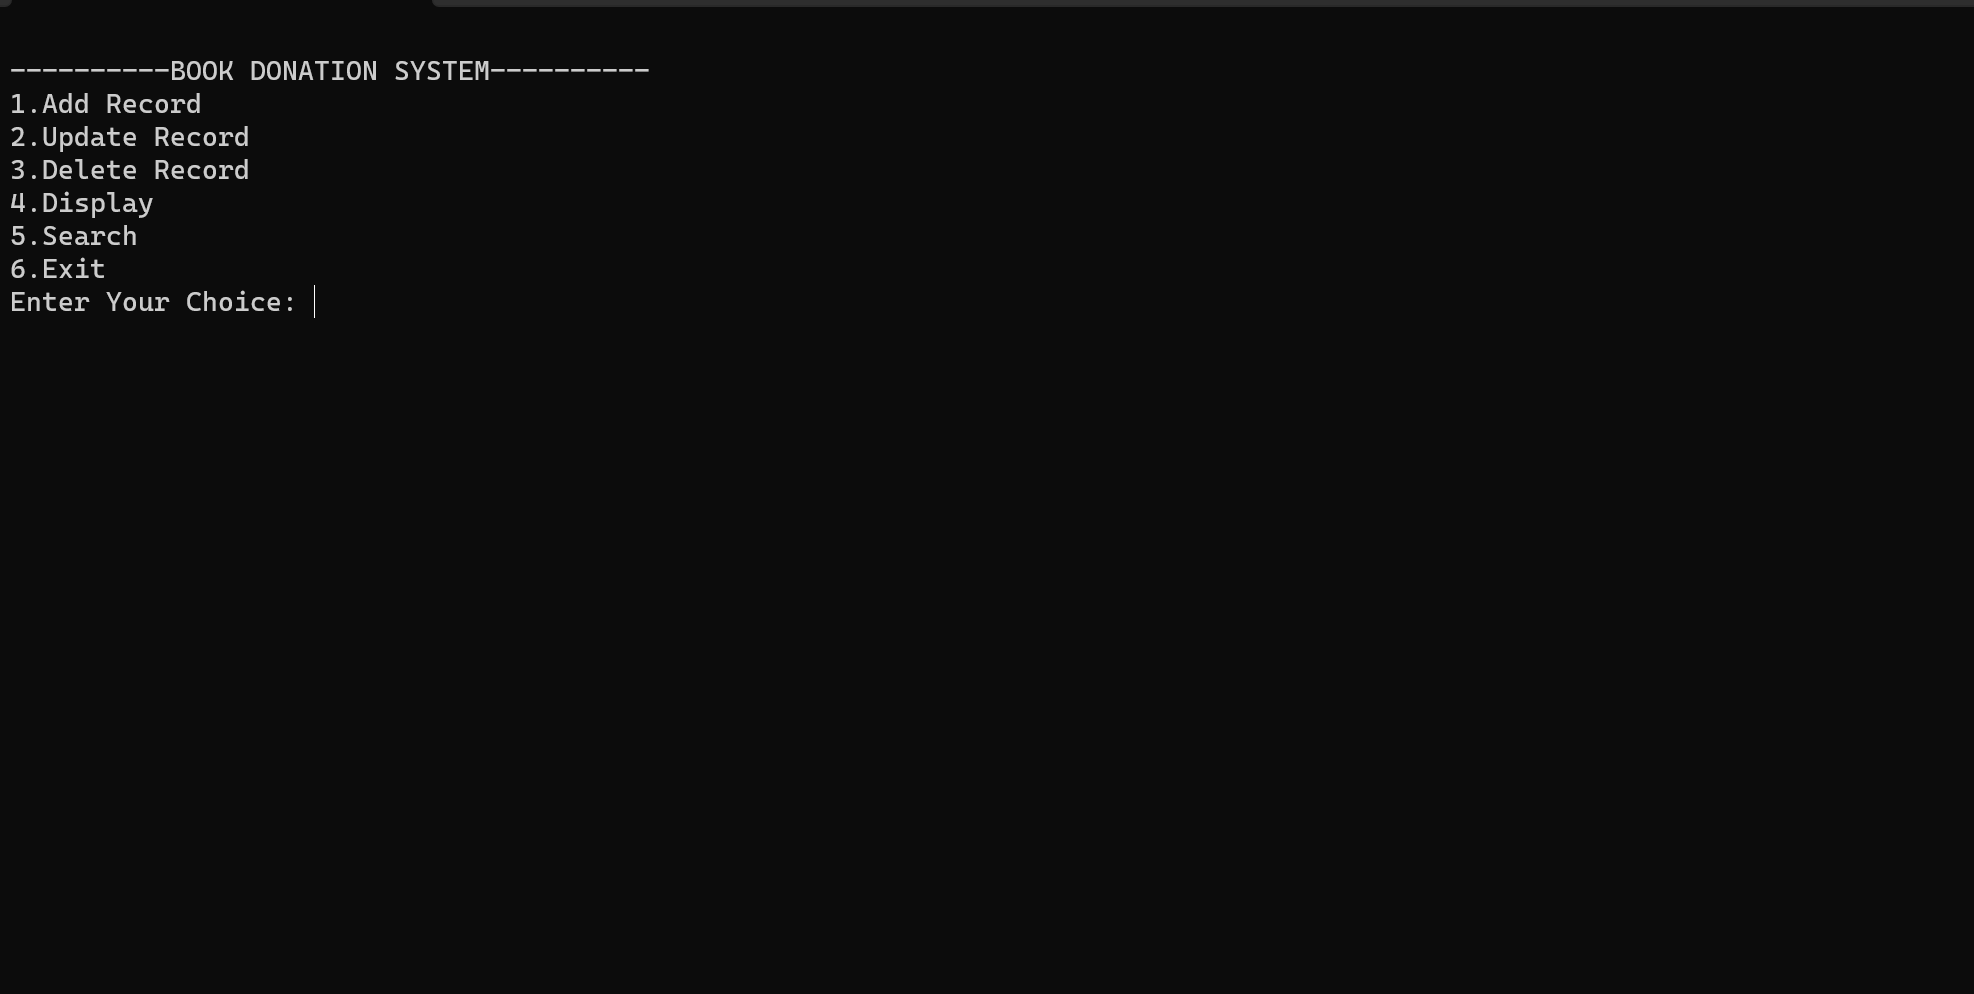 ----------BOOK DONATION SYSTEM----------
1.Add Record
2.Update Record
3.Delete Record
4.Display
5.Search
6.Exit
Enter Your Choice: